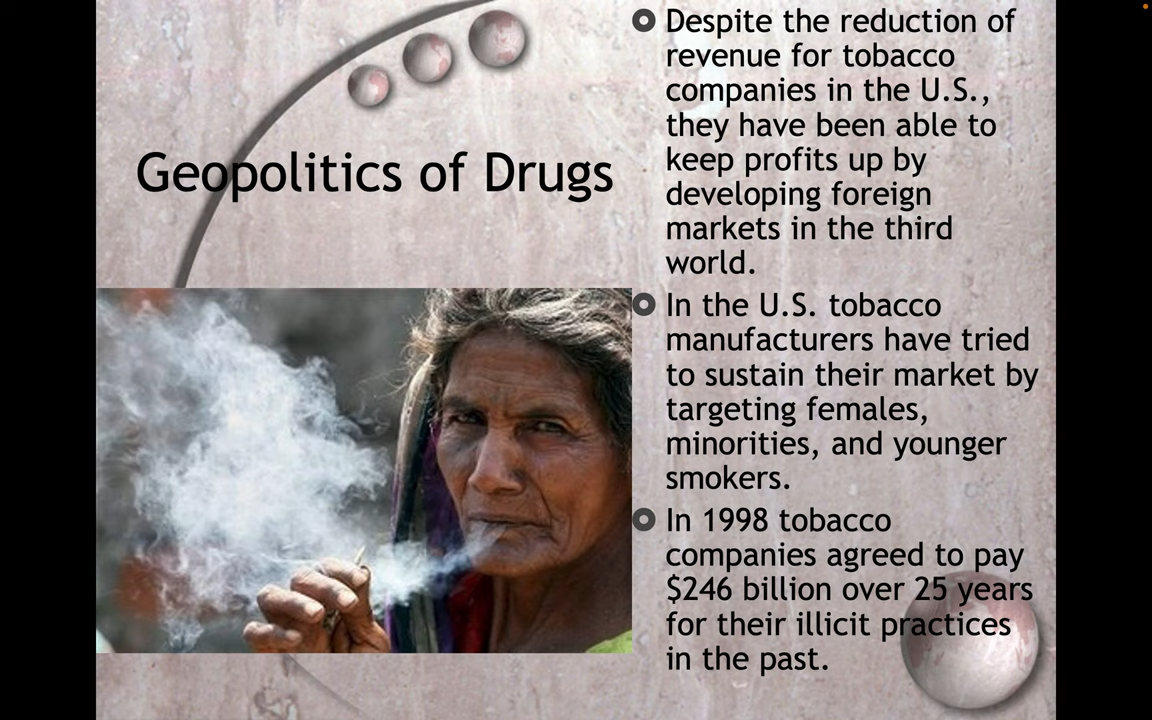 Geopolitics of Drugs
Despite the reduction of
revenue for tobacco
companies in the U.S.,
they have been able to
keep profits up by
developing foreign
markets in the third
world.
In the U.S. tobacco
manufacturers have tried
to sustain their market by
targeting females,
minorities, and younger
smokers.
In 1998 tobacco
companies agreed to pay
$246 billion over 25 years
for their illicit practices
in the past.